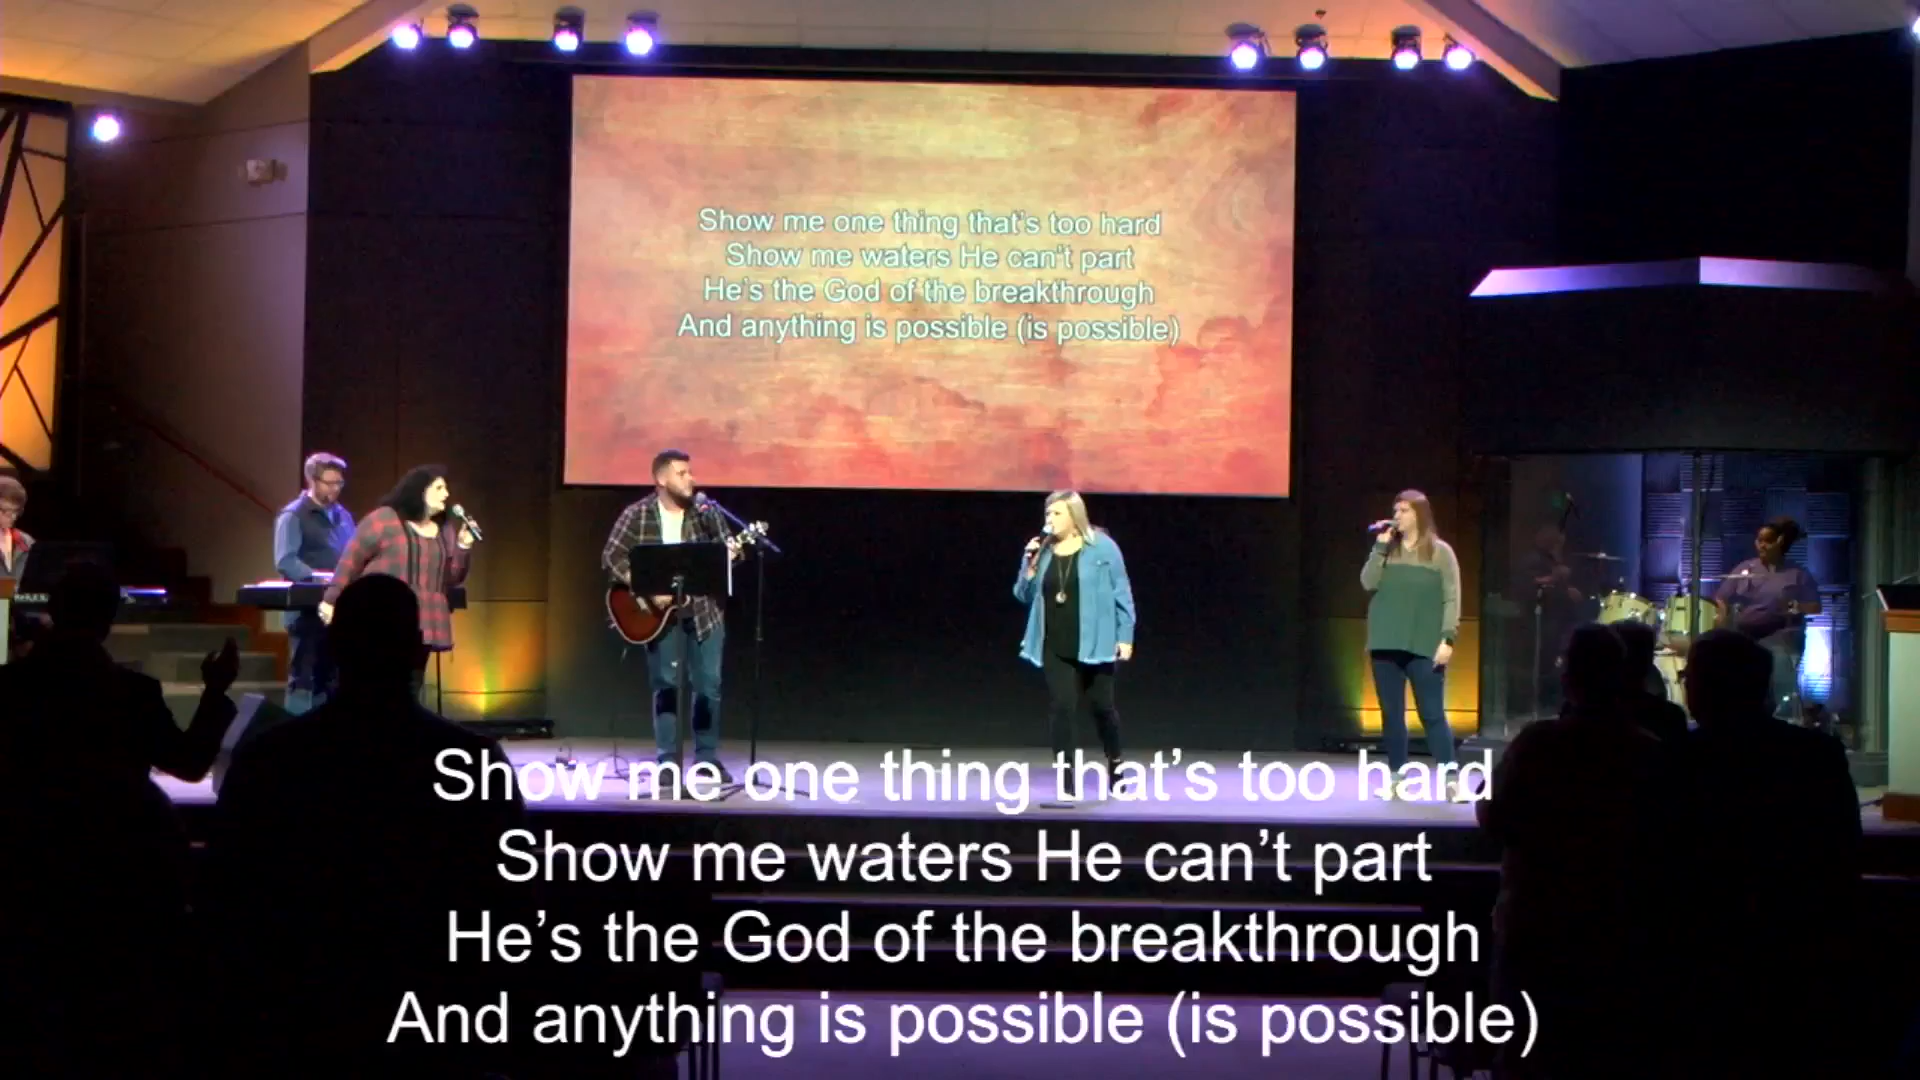 Show me one thing that's too hard
Show me waters He can't part
He's the God of the breakthrough
And anything is possible (is possible)
Show me one thing that’s too hard
Show me waters He can’t part
He’s the God of the breakthrough
And anything is possible (is possible)